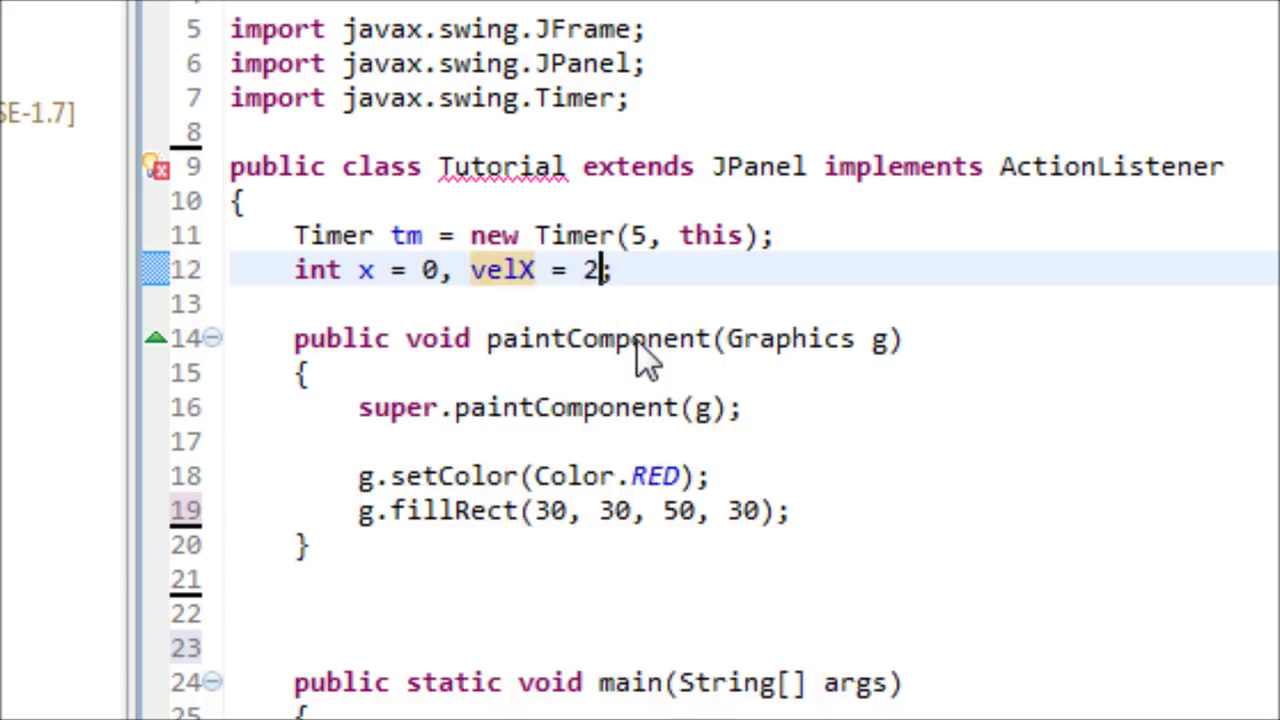 5 import javax.swing.JFrame;
6 import javax.swing.JPanel;
SE-1.7]
7 import javax.swing.Timer;
8
9 public class Tutorial extends JPanel implements ActionListener
10 {
11 Timer tm = new Timer(5, this);
12 int x = 0, velX = 2;
13
14 public void paintComponent(Graphics g)
15 {
16 super.paintComponent(g);
17
18 g.setColor(Color.RED);
19 g.fillRect(30, 30, 50, 30);
20 }
21
22
23
24 public static void main(String[] args)
25 {